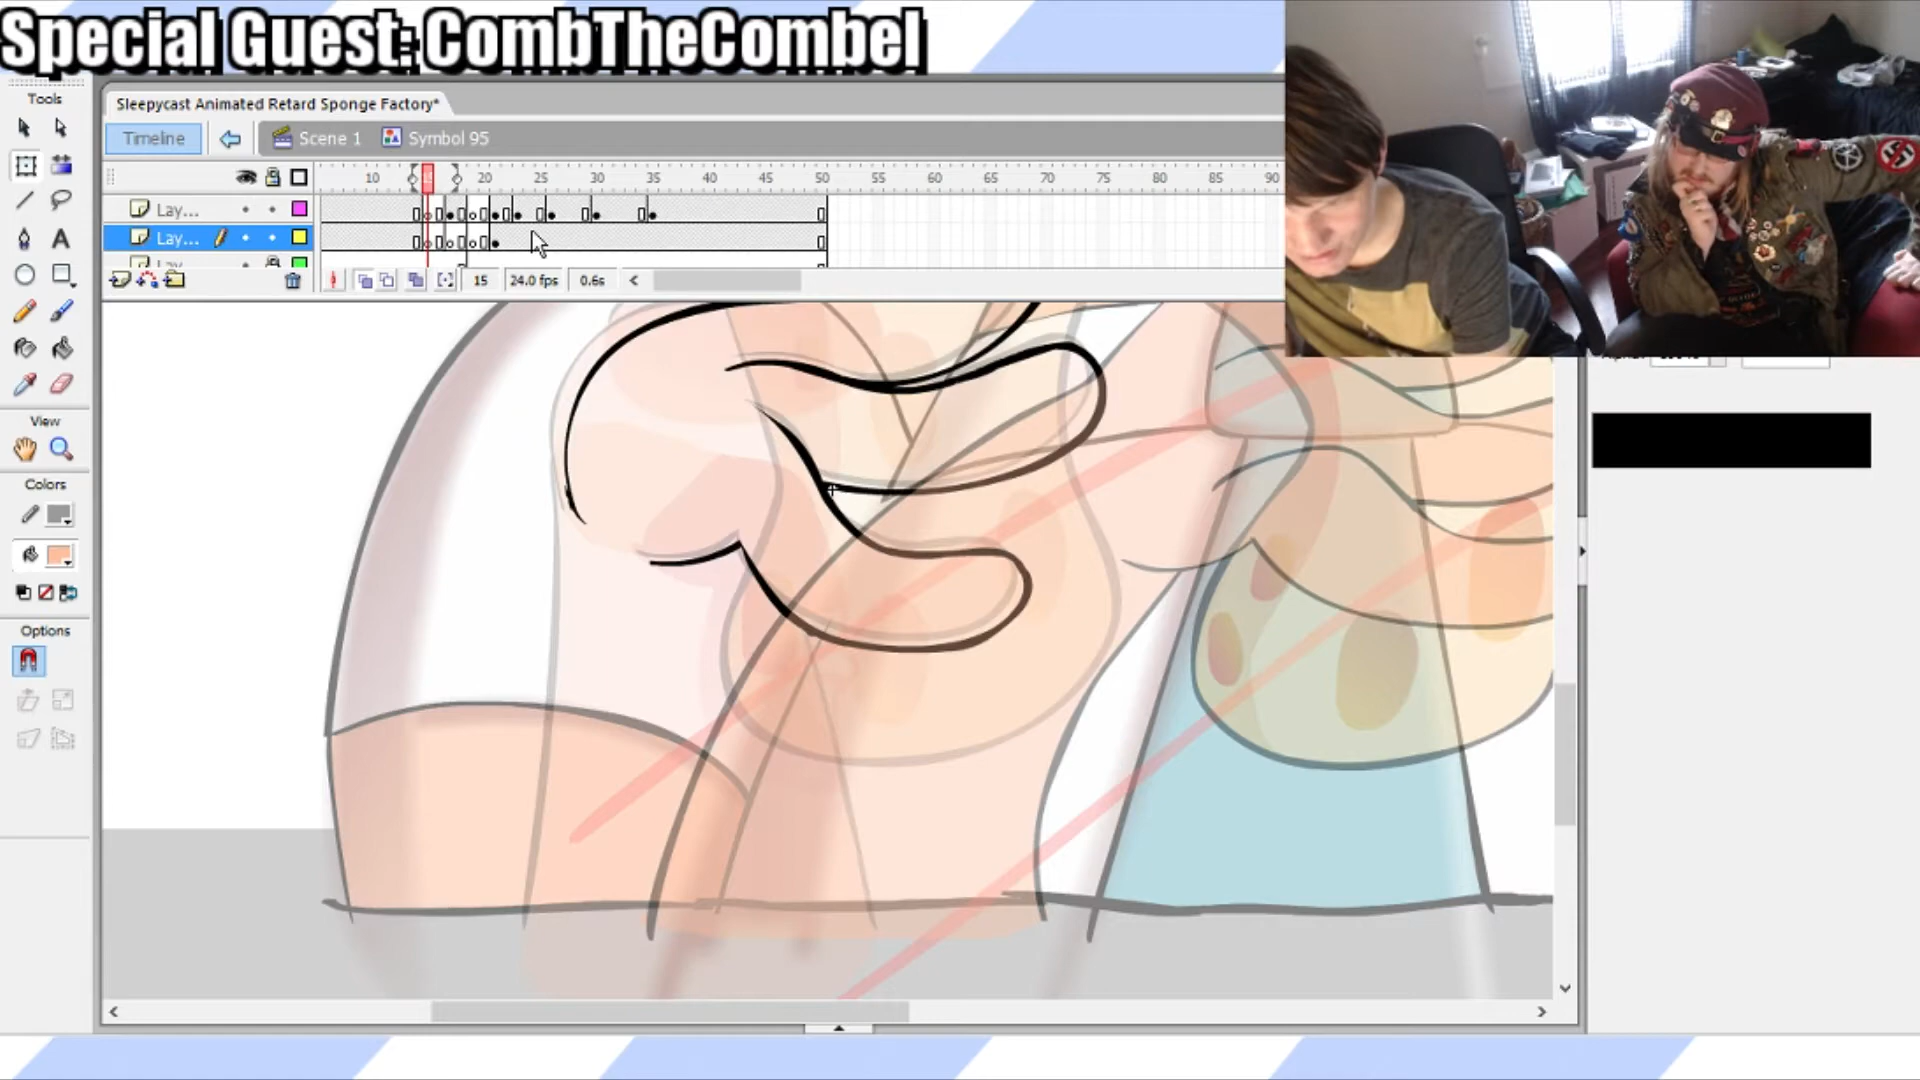 Special Guest: CombTheCombel
Tools
Sleepycast Animated Retard Sponge Factory*
Timeline
Scene 1
Symbol 95
10 20 25 30 35 40 45 50 55 60 65 70 75 80 85 90
Lay...
Lay...
15 24.0 fps 0.6s
View
Colors
Options